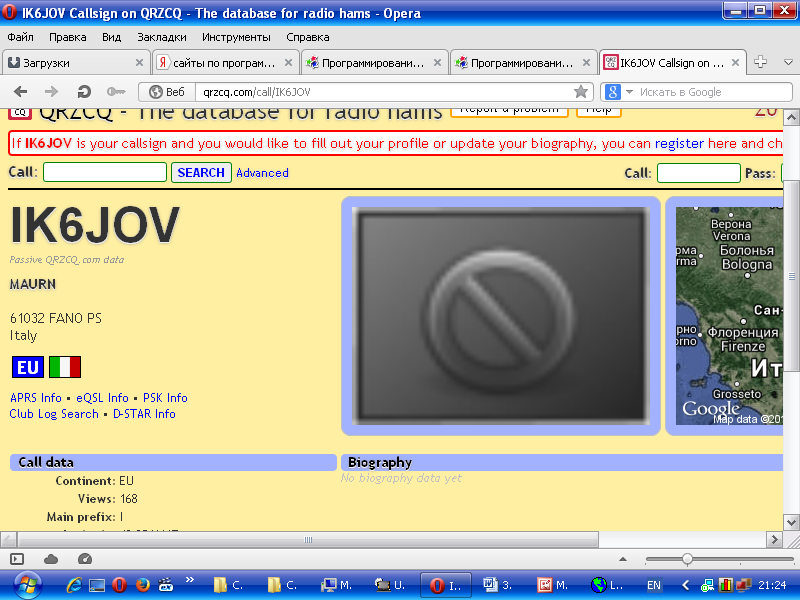 IK6JOV Callsign on QRZCQ - The database for radio hams - Opera
Файл Правка Вид Закладки Инструменты Справка
Загрузки
сайты по програм...
Программировани...
Программировани...
IK6JOV Callsign on ...
Веб
qrzcq.com/call/IK6JOV
Искать в Google
QRZCQ - The database for radio hams
Report a problem
Help
20
If IK6JOV is your callsign and you would like to fill out your profile or update your biography, you can register here and ch
Call: SEARCH Advanced
Call: Pass:
IK6JOV
Passive QRZCQ.com data
MAURN
61032 FANO PS
Italy
EU
APRS Info • eQSL Info • PSK Info
Club Log Search • D-STAR Info
Верона
Verona
Болонья
Bologna
Сан-
Флоренция
Firenze
Ит
Grosseto
Google
Map data ©201
Call data
Continent: EU
Views: 168
Main prefix: I
Biography
No biography data yet
С.
С.
М.
U.
I..
З.
М.
L..
EN
21:24